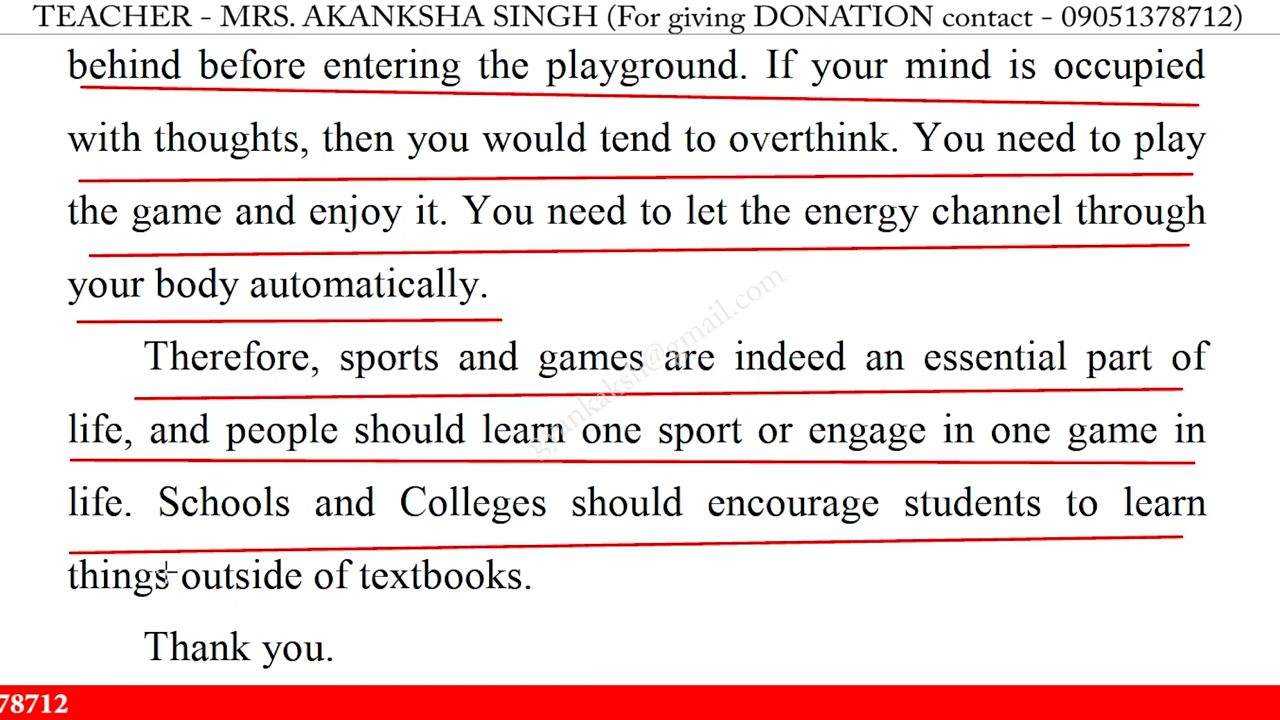 TEACHER - MRS. AKANKSHA SINGH (For giving DONATION contact - 09051378712)
behind before entering the playground. If your mind is occupied
with thoughts, then you would tend to overthink. You need to play
the game and enjoy it. You need to let the energy channel through
your body automatically.
Therefore, sports and games are indeed an essential part of
life, and people should learn one sport or engage in one game in
life. Schools and Colleges should encourage students to learn
things outside of textbooks.
Thank you.
78712